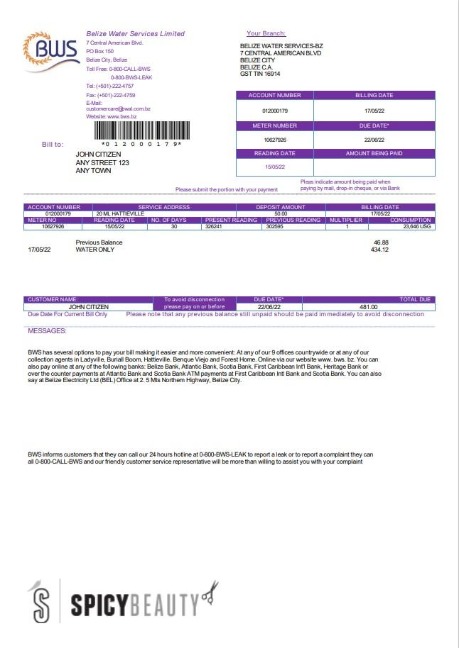 BWS
Belize Water Services Limited
7 Central American Blvd.
PO Box 150
Belize City, Belize
Toll Free: 0-800-CALL-BWS
0-800-BWS-LEAK
Tel: (+501)-222-4757
Fax: (+501)-222-4759
E-Mail:
customercare@bwsl.com.bz
Website: www.bws.bz
*012000179*
Your Branch:
BELIZE WATER SERVICES-BZ
7 CENTRAL AMERICAN BLVD
BELIZE CITY
BELIZE C.A.
GST TIN 16014
ACCOUNT NUMBER BILLING DATE
012000179 17/05/22
METER NUMBER DUE DATE*
10627926 22/06/22
READING DATE AMOUNT BEING PAID
15/05/22
Bill to:
JOHN CITIZEN
ANY STREET 123
ANY TOWN
Please submit the portion with your payment
Pleqs indicate amount being paid when
paying by mail, drop-in cheque, or via Bank
ACCOUNT NUMBER SERVICE ADDRESS DEPOSIT AMOUNT BILLING DATE
012000179 20 ML HATTIEVILLE 50.00 17/05/22
METER NO READING DATE NO. OF DAYS PRESENT READING PREVIOUS READING MULTIPLIER CONSUMPTION
10627926 15/05/22 30 326241 302595 1 23,640 USG
Previous Balance 46.88
17/05/22 WATER ONLY 434.12
CUSTOMER NAME To avoid disconnection DUE DATE* TOTAL DUE
JOHN CITIZEN please pay on or before 22/06/22 481.00
Due Date For Current Bill Only Please note that any previous balance still unpaid should be paid immediately to avoid disconnection
MESSAGES:
BWS has several options to pay your bill making it easier and more convenient: At any of our 9 offices countrywide or at any of our
collection agents in Ladyville, Burrall Boom, Hatteville, Benque Viejo and Forest Home. Online via our website www. bws. bz. You can
also pay online at any of the following banks: Belize Bank, Atlantic Bank, Scotia Bank, First Caribbean Int'l Bank, Heritage Bank or
over the counter payments at Atlantic Bank and Scotia Bank ATM payments at First Caribbean Intl Bank and Scotia Bank. You can also
say at Belize Electricity Ltd (BEL) Office at 2. 5 Mls Northern Highway, Belize City.
BWS informs customers that they can call our 24 hours hotline at 0-800-BWS-LEAK to report a leak or to report a complaint they can
all 0-800-CALL-BWS and our friendly customer service representative will be more than willing to assist you with your complaint
SPICYBEAUTY